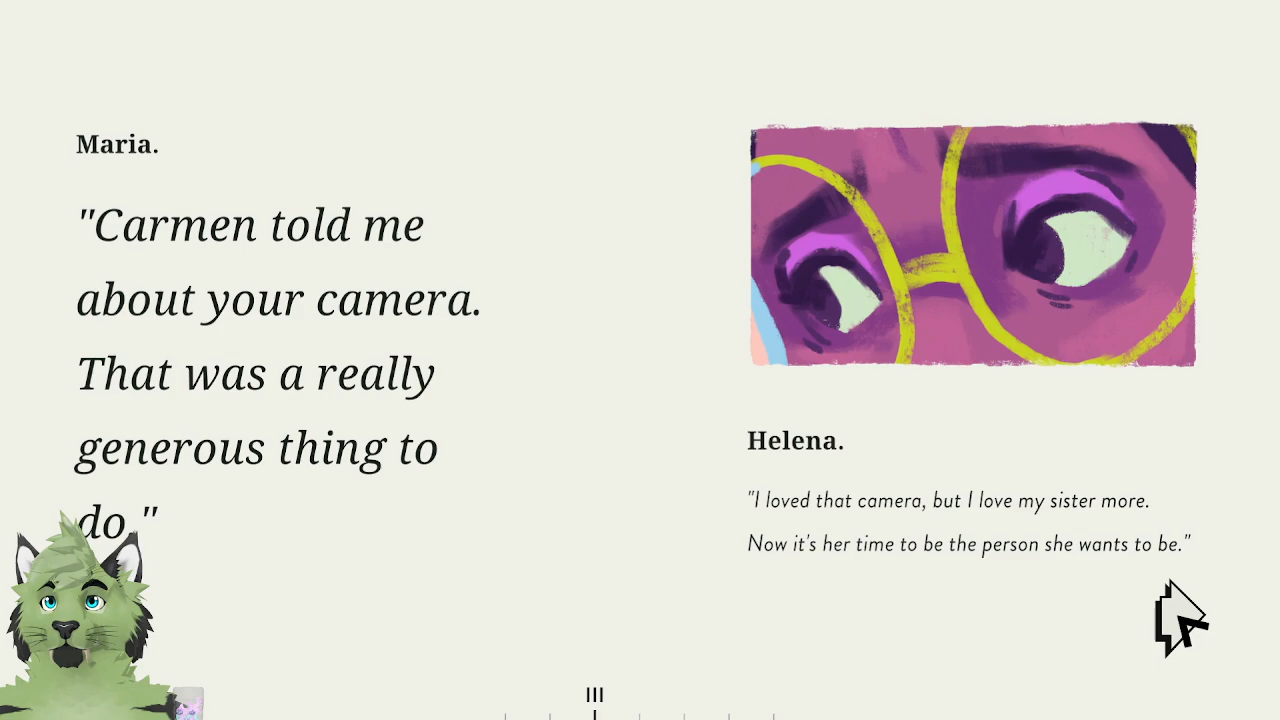 Maria.
"Carmen told me
about your camera.
That was a really
generous thing to
do."
Helena.
"I loved that camera, but I love my sister more.
Now it's her time to be the person she wants to be."
III